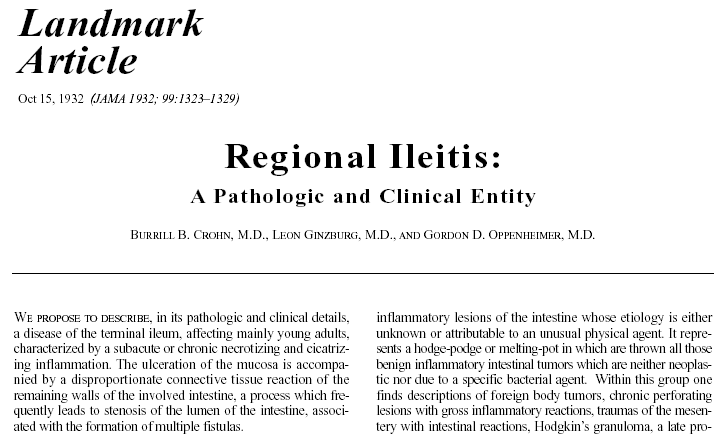 Landmark
Article
Oct 15, 1932 (JAMA 1932; 99:1323–1329)
Regional Ileitis:
A Pathologic and Clinical Entity
BURRILL B. CROHN, M.D., LEON GINZBURG, M.D., AND GORDON D. OPPENHEIMER, M.D.
WE PROPOSE TO DESCRIBE, in its pathologic and clinical details,
a disease of the terminal ileum, affecting mainly young adults,
characterized by a subacute or chronic necrotizing and cicatriz-
ing inflammation. The ulceration of the mucosa is accompa-
nied by a disproportionate connective tissue reaction of the
remaining walls of the involved intestine, a process which fre-
quently leads to stenosis of the lumen of the intestine, associ-
ated with the formation of multiple fistulas.
inflammatory lesions of the intestine whose etiology is either
unknown or attributable to an unusual physical agent. It repre-
sents a hodge-podge or melting-pot in which are thrown all those
benign inflammatory intestinal tumors which are neither neoplas-
tic nor due to a specific bacterial agent. Within this group one
finds descriptions of foreign body tumors, chronic perforating
lesions with gross inflammatory reactions, traumas of the mesen-
tery with intestinal reactions, Hodgkin's granuloma, a late pro-